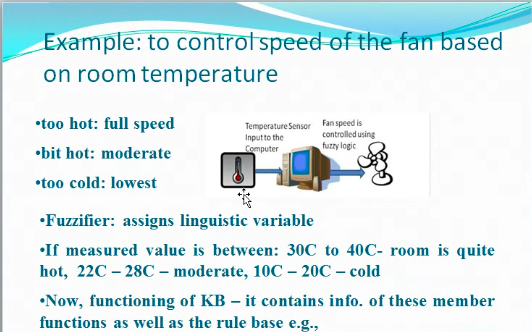 Example: to control speed of the fan based
on room temperature
•too hot: full speed
•bit hot: moderate
•too cold: lowest
Temperature Sensor
Input to the
Computer
Fan speed is
controlled using
fuzzy logic
•Fuzzifier: assigns linguistic variable
•If measured value is between: 30C to 40C- room is quite
hot, 22C – 28C – moderate, 10C – 20C – cold
•Now, functioning of KB – it contains info. of these member
functions as well as the rule base e.g.,